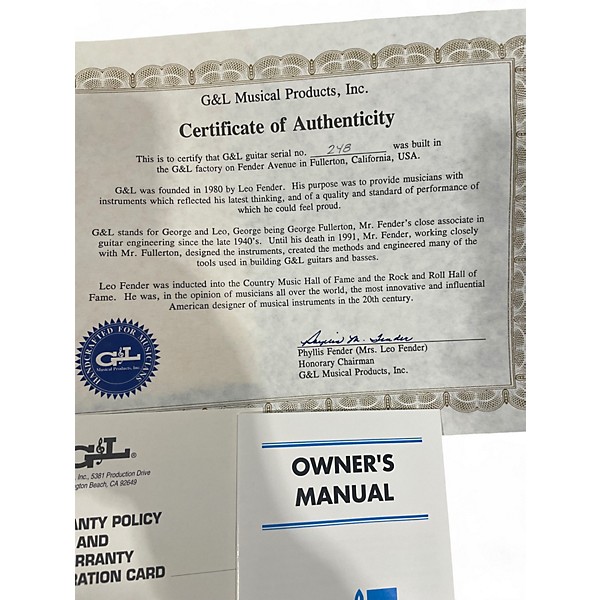 G&L Musical Products, Inc.
Certificate of Authenticity
This is to certify that G&L guitar serial no. 248 was built in
the G&L factory on Fender Avenue in Fullerton, California, USA.
G&L was founded in 1980 by Leo Fender. His purpose was to provide musicians with
instruments which reflected his latest thinking, and of a quality and standard of performance of
which he could feel proud.
G&L stands for George and Leo, George being George Fullerton, Mr. Fender's close associate in
guitar engineering since the late 1940's. Until his death in 1991, Mr. Fender, working closely
with Mr. Fullerton, designed the instruments, created the methods and engineered many of the
tools used in building G&L guitars and basses.
Leo Fender was inducted into the Country Music Hall of Fame and the Rock and Roll Hall of
Fame. He was, in the opinion of musicians all over the world, the most innovative and influential
American designer of musical instruments in the 20th century.
HANDCRAFTED FOR MUSICIANS
G&L
Musical Products, Inc.
Phyllis M. Fender
Phyllis Fender (Mrs. Leo Fender)
Honorary Chairman
G&L Musical Products, Inc.
G&L®
Inc., 5381 Production Drive
ngton Beach, CA 92649
ANTY POLICY
AND
RRANTY
RATION CARD
OWNER'S
MANUAL